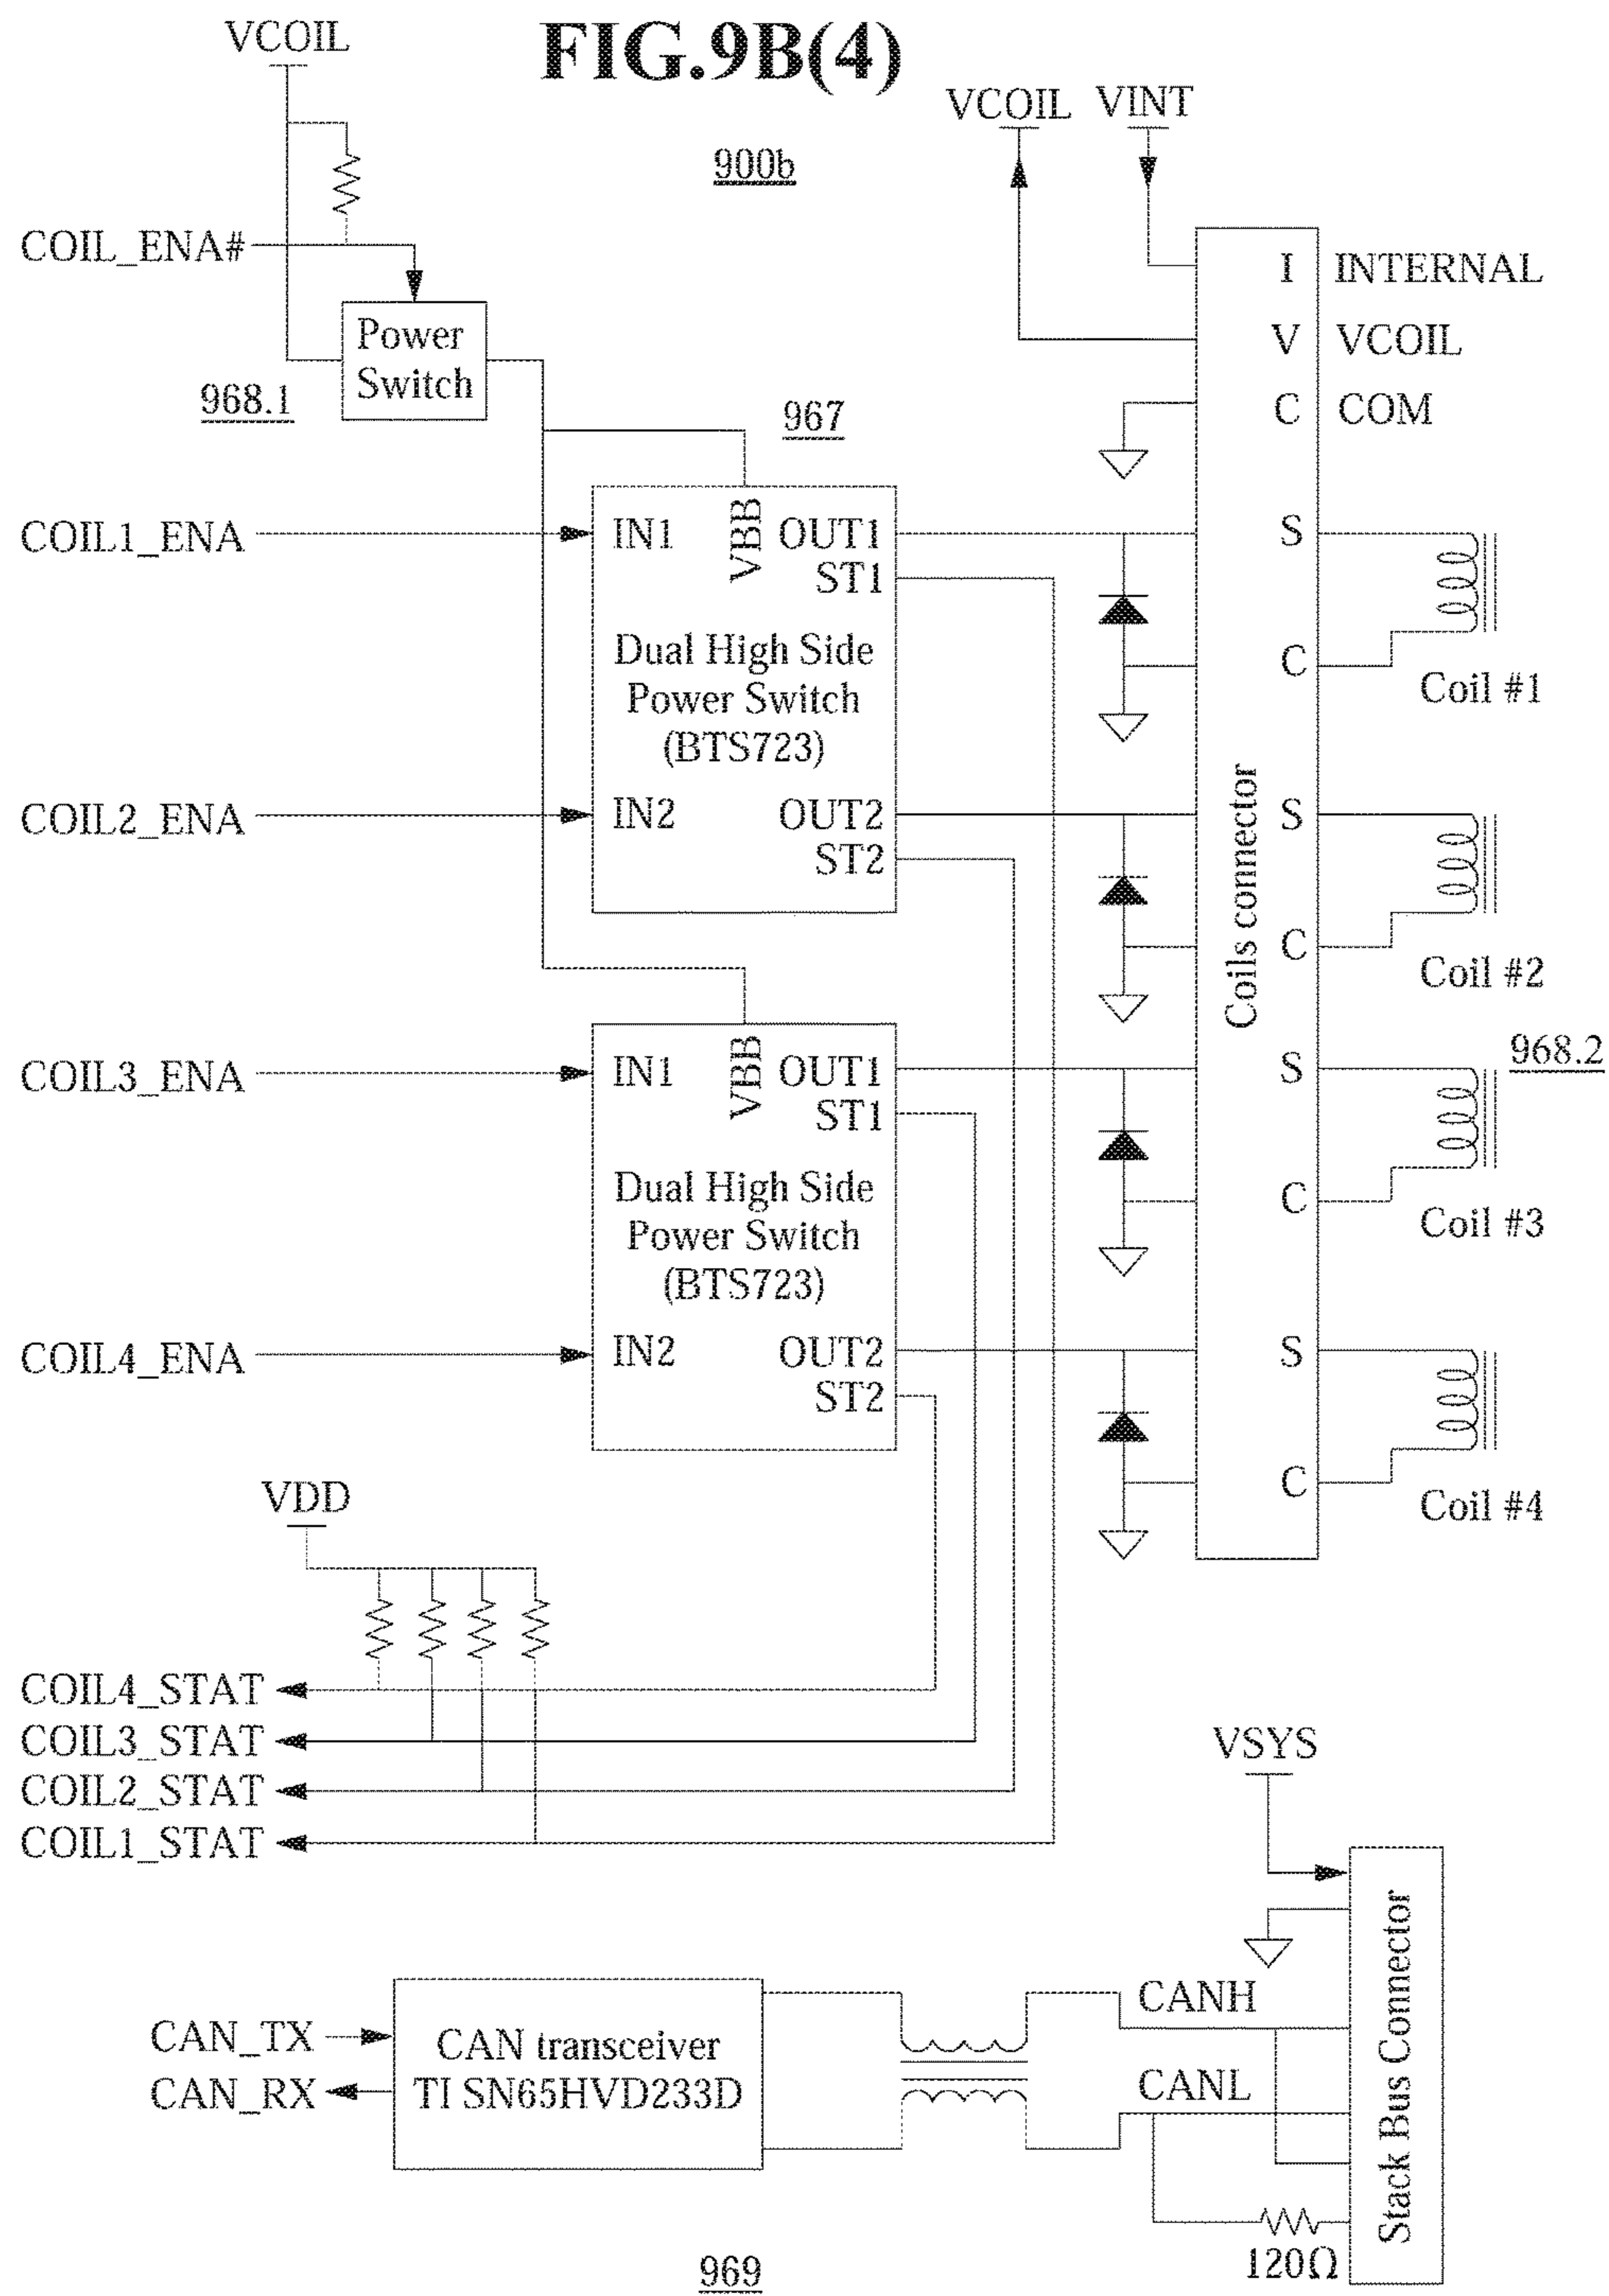 FIG.9B(4)
VCOIL
VCOIL VINT
900b
COIL_ENA#
I INTERNAL
Power
Switch
V VCOIL
968.1
967
C COM
COIL1_ENA
IN1
VBB
OUT1
S
ST1
Dual High Side
Power Switch
(BTS723)
C
Coil #1
COIL2_ENA
IN2
OUT2
S
ST2
Coils connector
C
Coil #2
COIL3_ENA
IN1
VBB
OUT1
S
968.2
ST1
Dual High Side
Power Switch
(BTS723)
C
Coil #3
COIL4_ENA
IN2
OUT2
S
ST2
C
Coil #4
VDD
COIL4_STAT
COIL3_STAT
COIL2_STAT
COIL1_STAT
VSYS
Stack Bus Connector
CANH
CAN_TX
CAN transceiver
TI SN65HVD233D
CAN_RX
CANL
120Ω
969